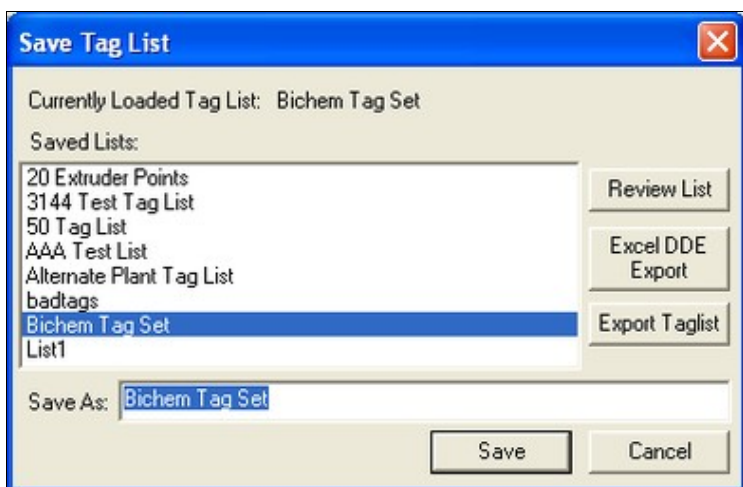 Save Tag List
Currently Loaded Tag List: Bichem Tag Set
Saved Lists:
20 Extruder Points
3144 Test Tag List
50 Tag List
AAA Test List
Alternate Plant Tag List
badtags
Bichem Tag Set
List1
Review List
Excel DDE
Export
Export Taglist
Save As: Bichem Tag Set
Save
Cancel